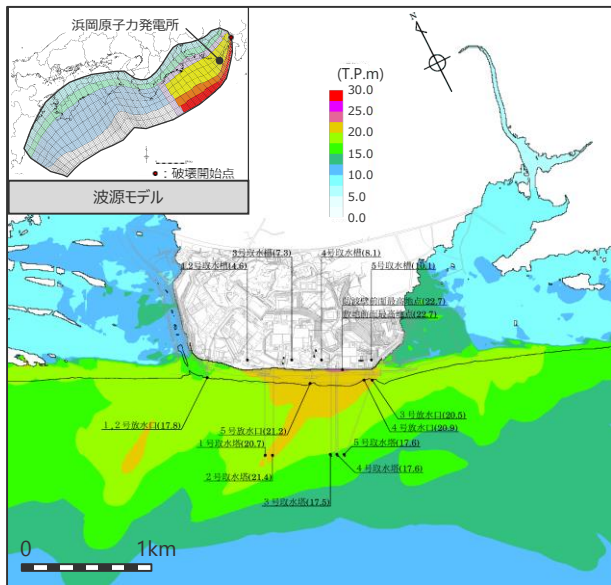 浜岡原子力発電所
●：破壊開始点
波源モデル
N
(T.P.m)
30.0
25.0
20.0
15.0
10.0
5.0
0.0
3号取水槽(7.3)
4号取水槽(8.1)
1,2号取水槽(4.6)
5号取水槽(10.1)
防波壁前面最高地点(22.7)
敷地前面最高地点(22.7)
1,2号放水口(17.8)
5号放水口(21.2)
3号放水口(20.5)
4号放水口(20.9)
1号取水塔(20.7)
5号取水塔(17.6)
2号取水塔(21.4)
4号取水塔(17.6)
3号取水塔(17.5)
0 1km